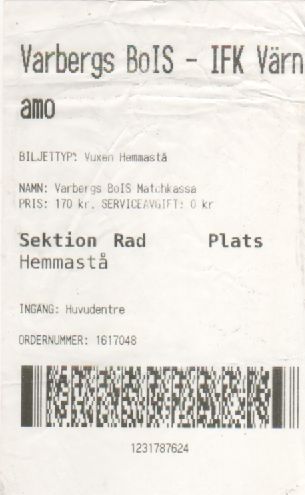 Varbergs BoIS - IFK Värn
amo
BILJETTYP: Vuxen Hemmastå
NAMN: Varbergs BoIS Matchkassa
PRIS: 170 kr. SERVICEAVGIFT: 0 kr
Sektion Rad Plats
Hemmastå
INGÅNG: Huvudentre
ORDERNUMMER: 1617048
1231787624